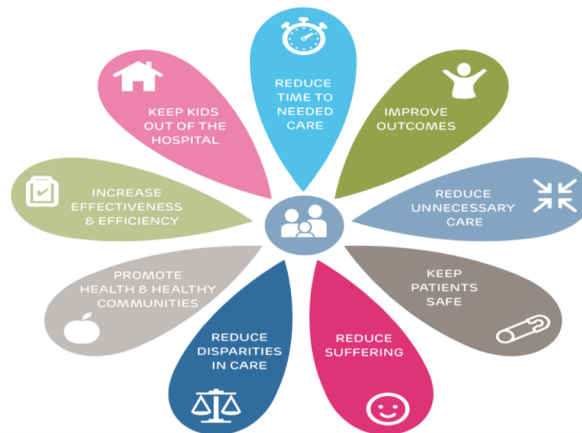 REDUCE
TIME TO
NEEDED
CARE
IMPROVE
OUTCOMES
REDUCE
UNNECESSARY
CARE
KEEP
PATIENTS
SAFE
REDUCE
SUFFERING
REDUCE
DISPARITIES
IN CARE
PROMOTE
HEALTH & HEALTHY
COMMUNITIES
INCREASE
EFFECTIVENESS
& EFFICIENCY
KEEP KIDS
OUT OF THE
HOSPITAL